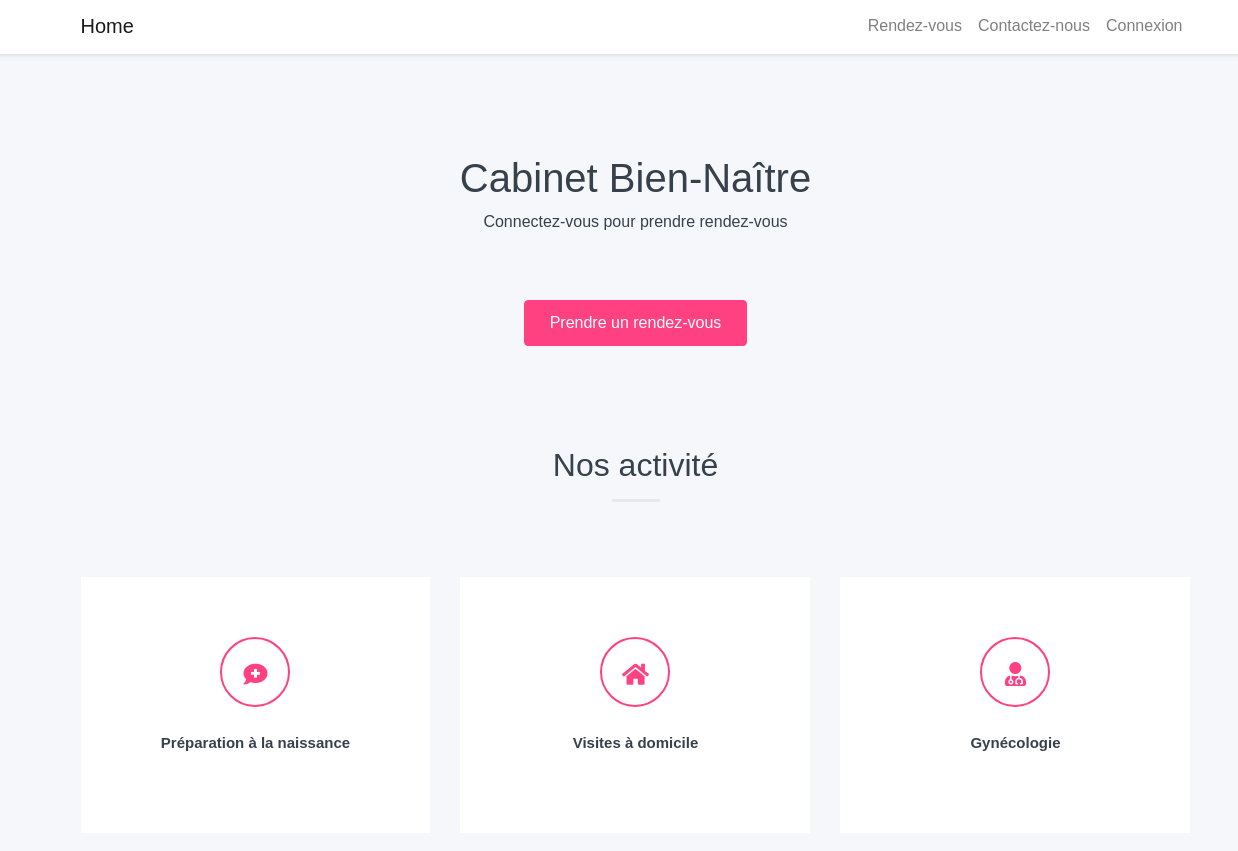 Home
Rendez-vous
Contactez-nous
Connexion
Cabinet Bien-Naître
Connectez-vous pour prendre rendez-vous
Prendre un rendez-vous
Nos activité
Préparation à la naissance
Visites à domicile
Gynécologie